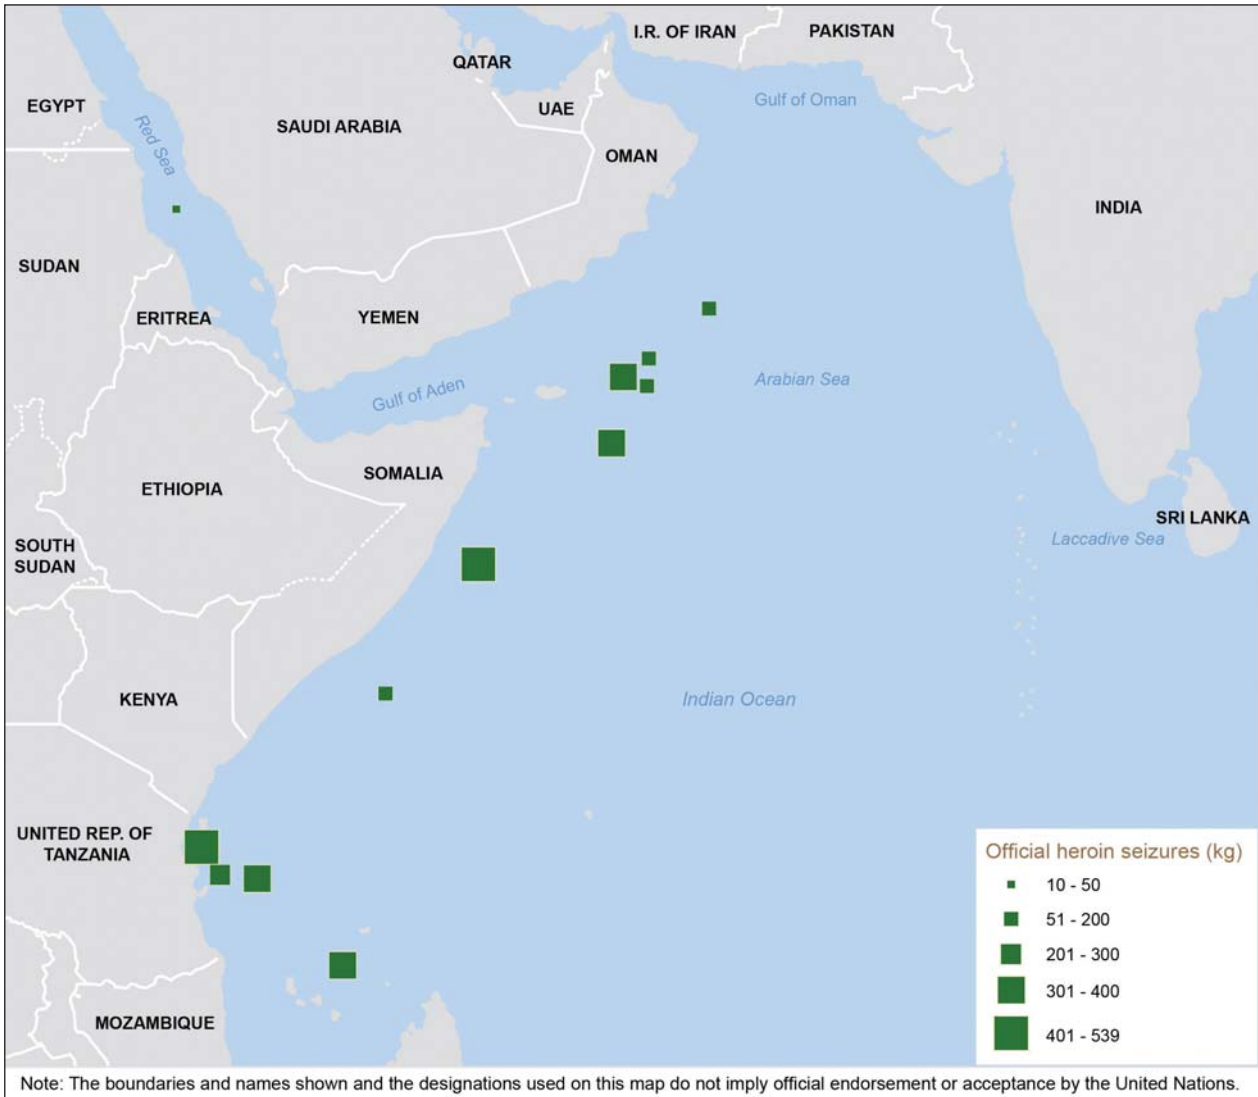 I.R. OF IRAN
PAKISTAN
QATAR
EGYPT
UAE
Gulf of Oman
SAUDI ARABIA
Red Sea
OMAN
INDIA
SUDAN
ERITREA
YEMEN
Gulf of Aden
Arabian Sea
SOMALIA
ETHIOPIA
SRI LANKA
Laccadive Sea
SOUTH
SUDAN
KENYA
Indian Ocean
UNITED REP. OF
TANZANIA
MOZAMBIQUE
Official heroin seizures (kg)
10 - 50
51 - 200
201 - 300
301 - 400
401 - 539
Note: The boundaries and names shown and the designations used on this map do not imply official endorsement or acceptance by the United Nations.